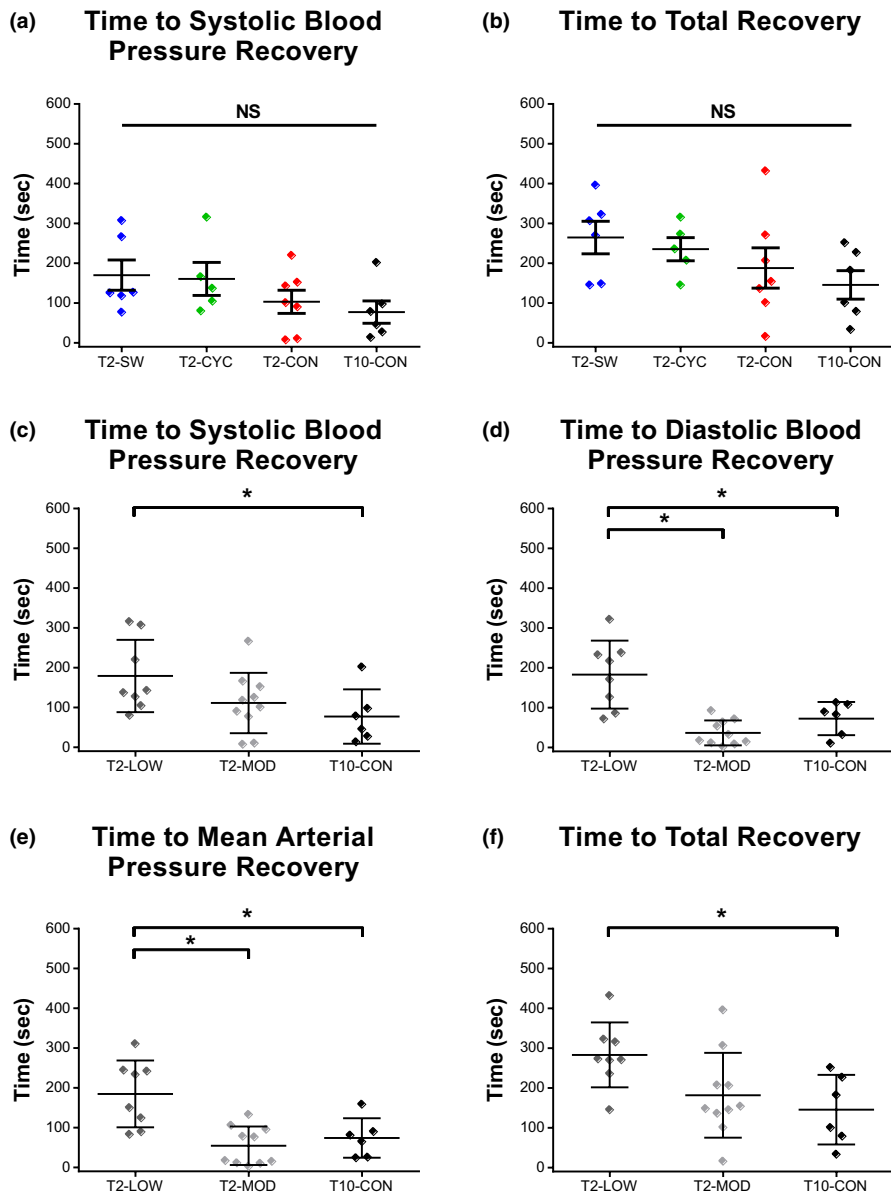 (a)
Time to Systolic Blood
Pressure Recovery
Time (sec)
600
500
400
300
200
100
0
NS
T2-SW T2-CYC T2-CON T10-CON
(b)
Time to Total Recovery
Time (sec)
600
500
400
300
200
100
0
NS
T2-SW T2-CYC T2-CON T10-CON
(c)
Time to Systolic Blood
Pressure Recovery
Time (sec)
600
500
400
300
200
100
0
*
T2-LOW T2-MOD T10-CON
(d)
Time to Diastolic Blood
Pressure Recovery
Time (sec)
600
500
400
300
200
100
0
*
*
T2-LOW T2-MOD T10-CON
(e)
Time to Mean Arterial
Pressure Recovery
Time (sec)
600
500
400
300
200
100
0
*
*
T2-LOW T2-MOD T10-CON
(f)
Time to Total Recovery
Time (sec)
600
500
400
300
200
100
0
*
T2-LOW T2-MOD T10-CON